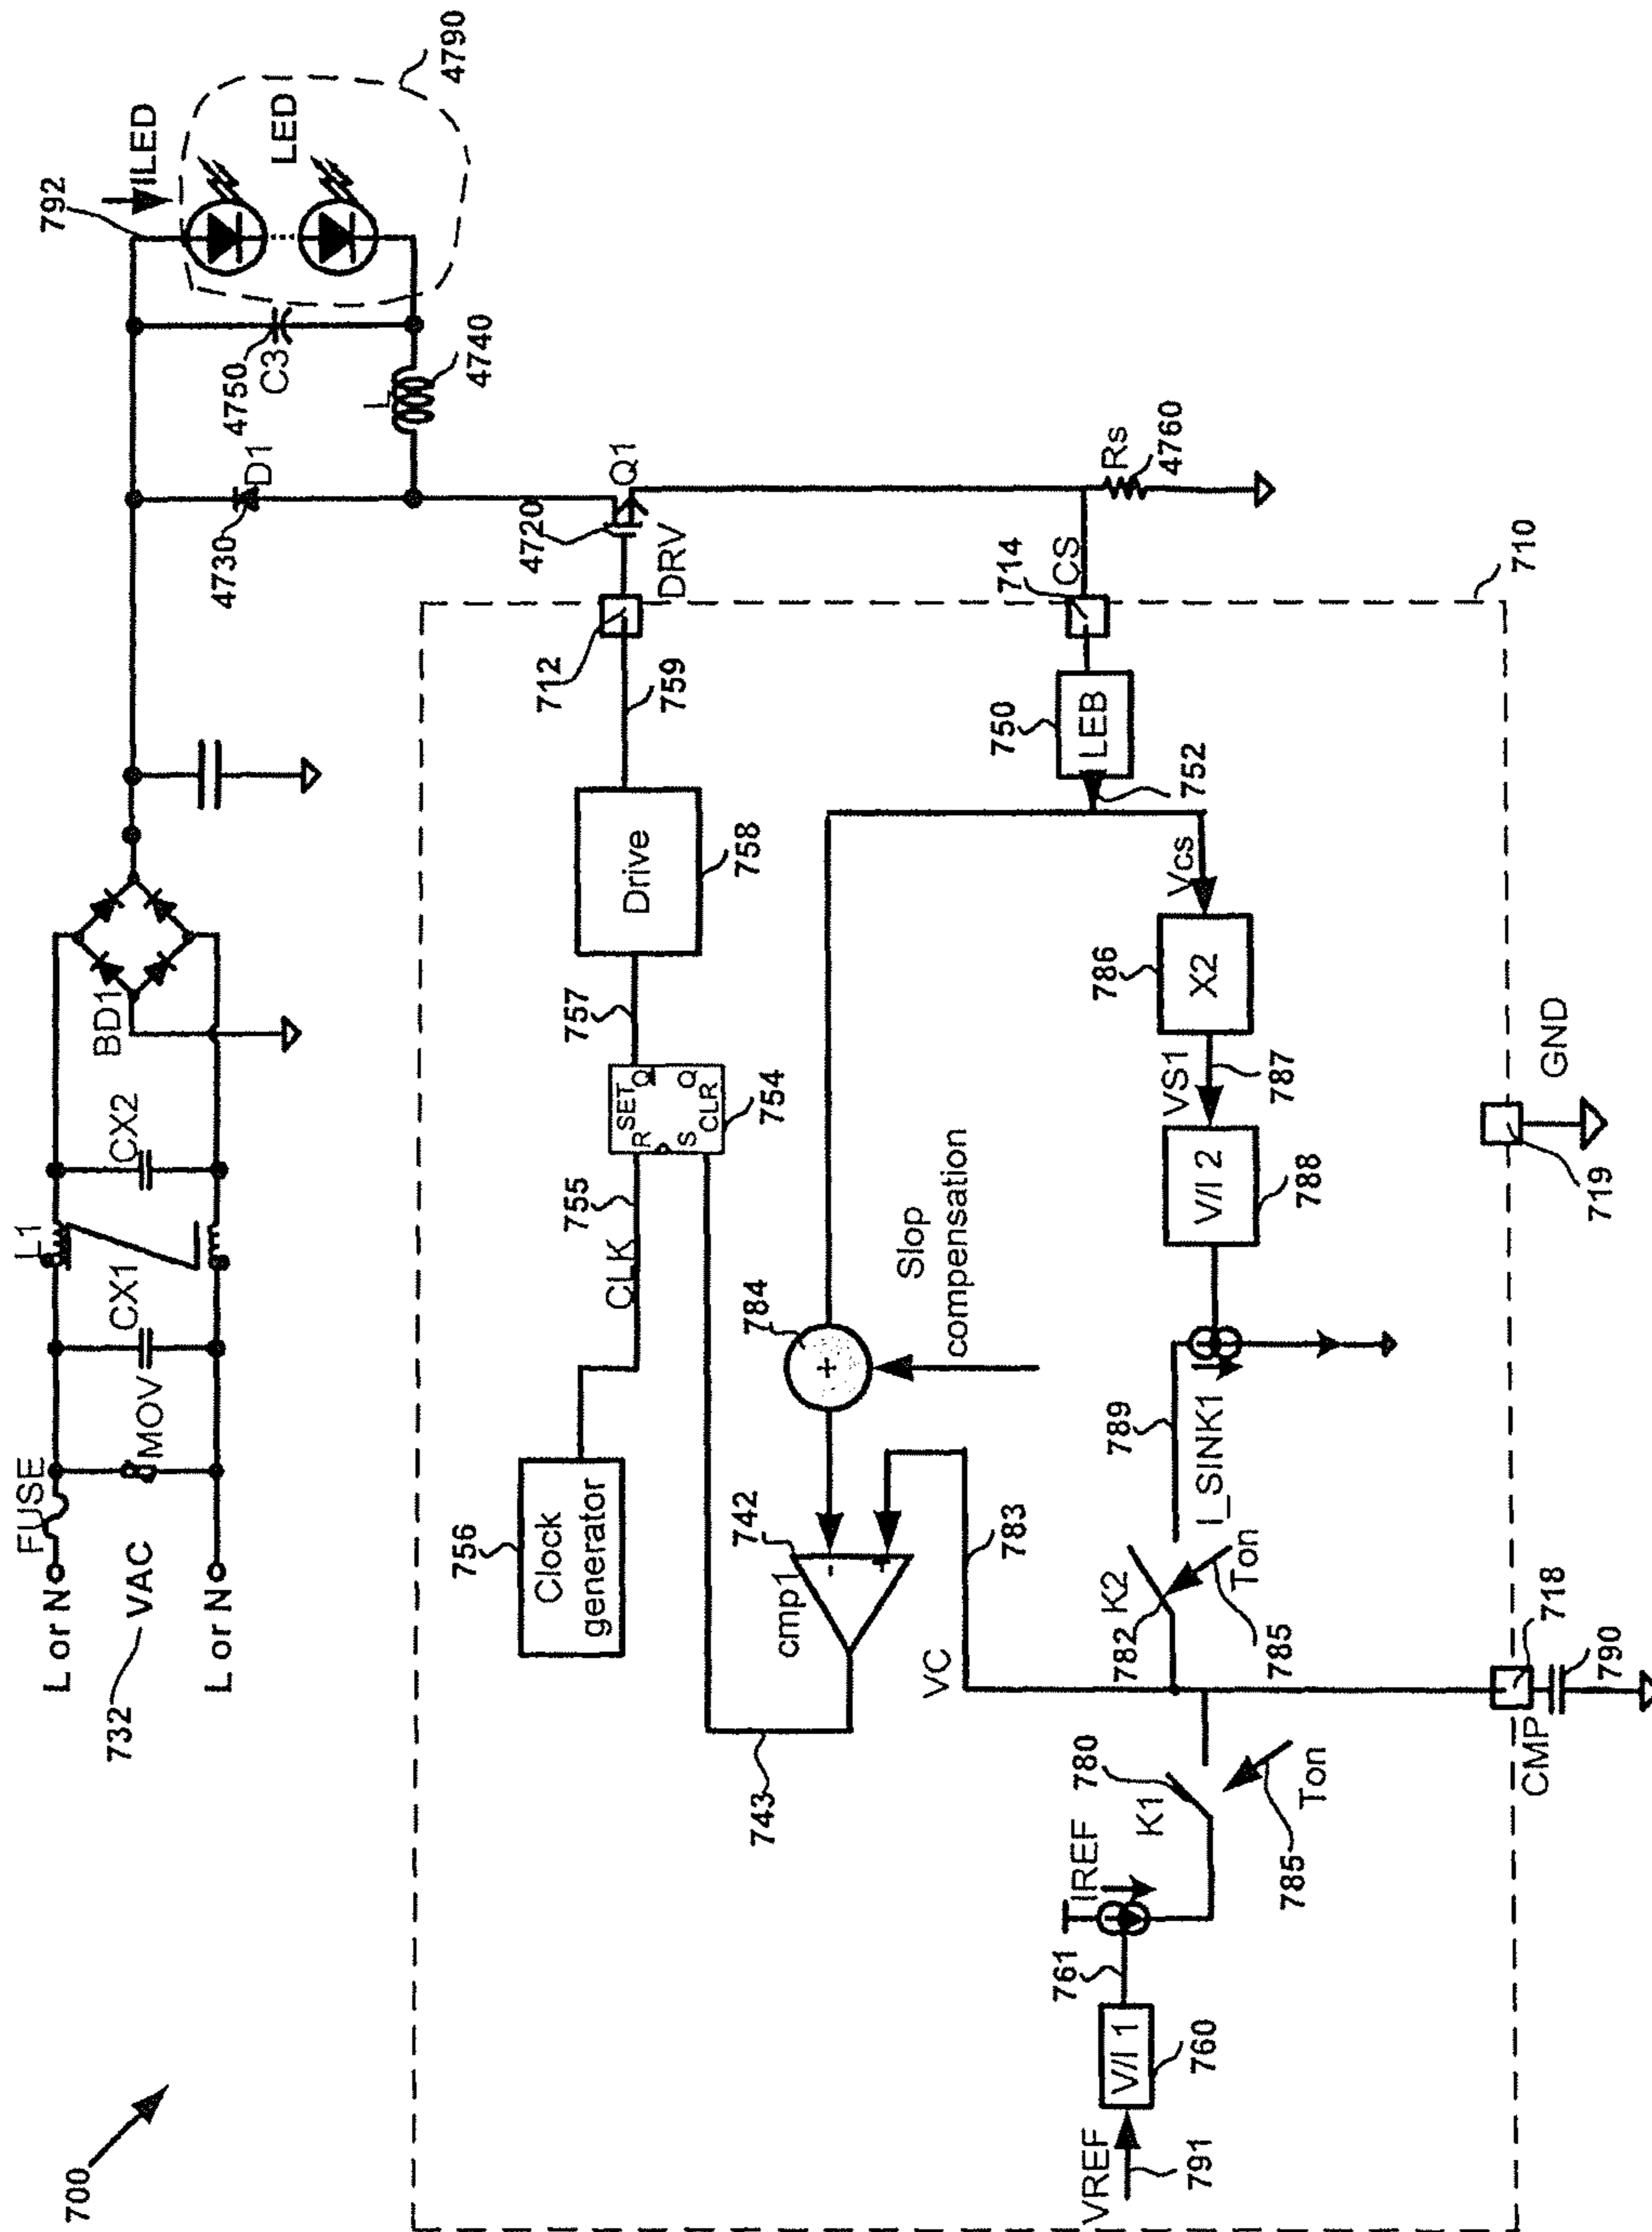 700
L or N
FUSE
732
VAC
L or N
MOV
CX1
L1
CX2
BD1
4730
D1
4750
C3
L
4740
792
ILED
LED
4790
4720
Q1
DRV
712
759
Drive
758
757
SET
R
Q
S
Q
CLR
754
755
CLK
756
Clock
generator
743
742
cmp1
-
+
784
+
Slop
compensation
VC
783
714
CS
Rs
4760
710
750
LEB
752
Vcs
786
X2
VS1
787
V/I 2
788
789
I_SINK1
K2
782
Ton
785
780
K1
Ton
785
IREF
761
V/I 1
760
VREF
791
718
CMP
790
719
GND